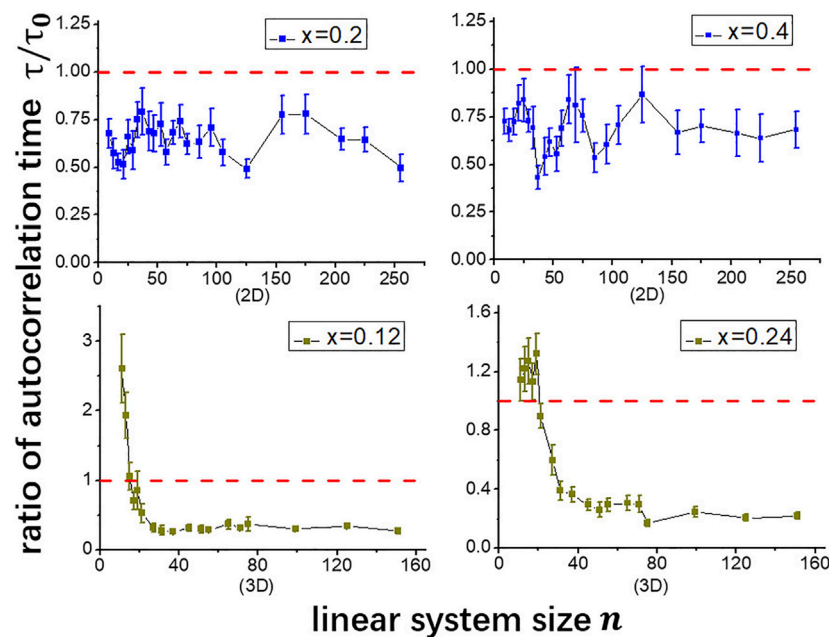 ratio of autocorrelation time τ/τ0
1.25
1.00
0.75
0.50
0.25
0.00
x=0.2
0 50 100 150 200 250
(2D)
1.25
1.00
0.75
0.50
0.25
0.00
x=0.4
0 50 100 150 200 250
(2D)
3
2
1
0
x=0.12
0 40 80 120 160
(3D)
1.6
1.2
0.8
0.4
0.0
x=0.24
0 40 80 120 160
(3D)
linear system size n